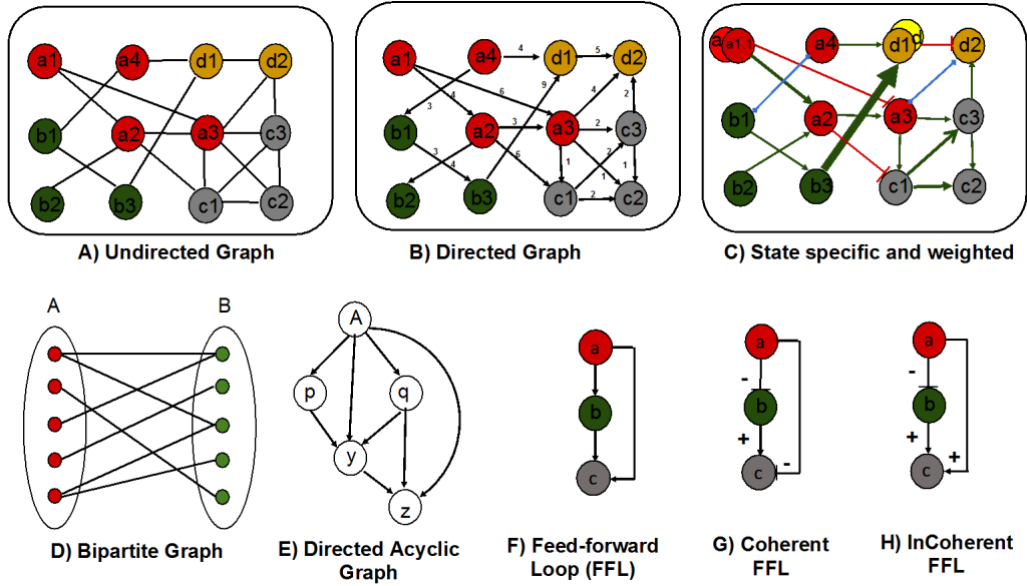 a1 a4 d1 d2
b1 a2 a3 c3
b2 b3 c1 c2
A) Undirected Graph
a1 a4 4 d1 5 d2
3 4 6 9 4 2
b1 a2 3 a3 2 c3
3 4 6 1 2 1 1
b2 b3 c1 2 c2
B) Directed Graph
a a1.1 a4 d1 d d2
b1 a2 a3 c3
b2 b3 c1 c2
C) State specific and weighted
A B
D) Bipartite Graph
A
p q
y
z
E) Directed Acyclic
Graph
a
b
c
F) Feed-forward
Loop (FFL)
a
-
b
+
c -
G) Coherent
FFL
a
-
b
+ +
c
H) InCoherent
FFL